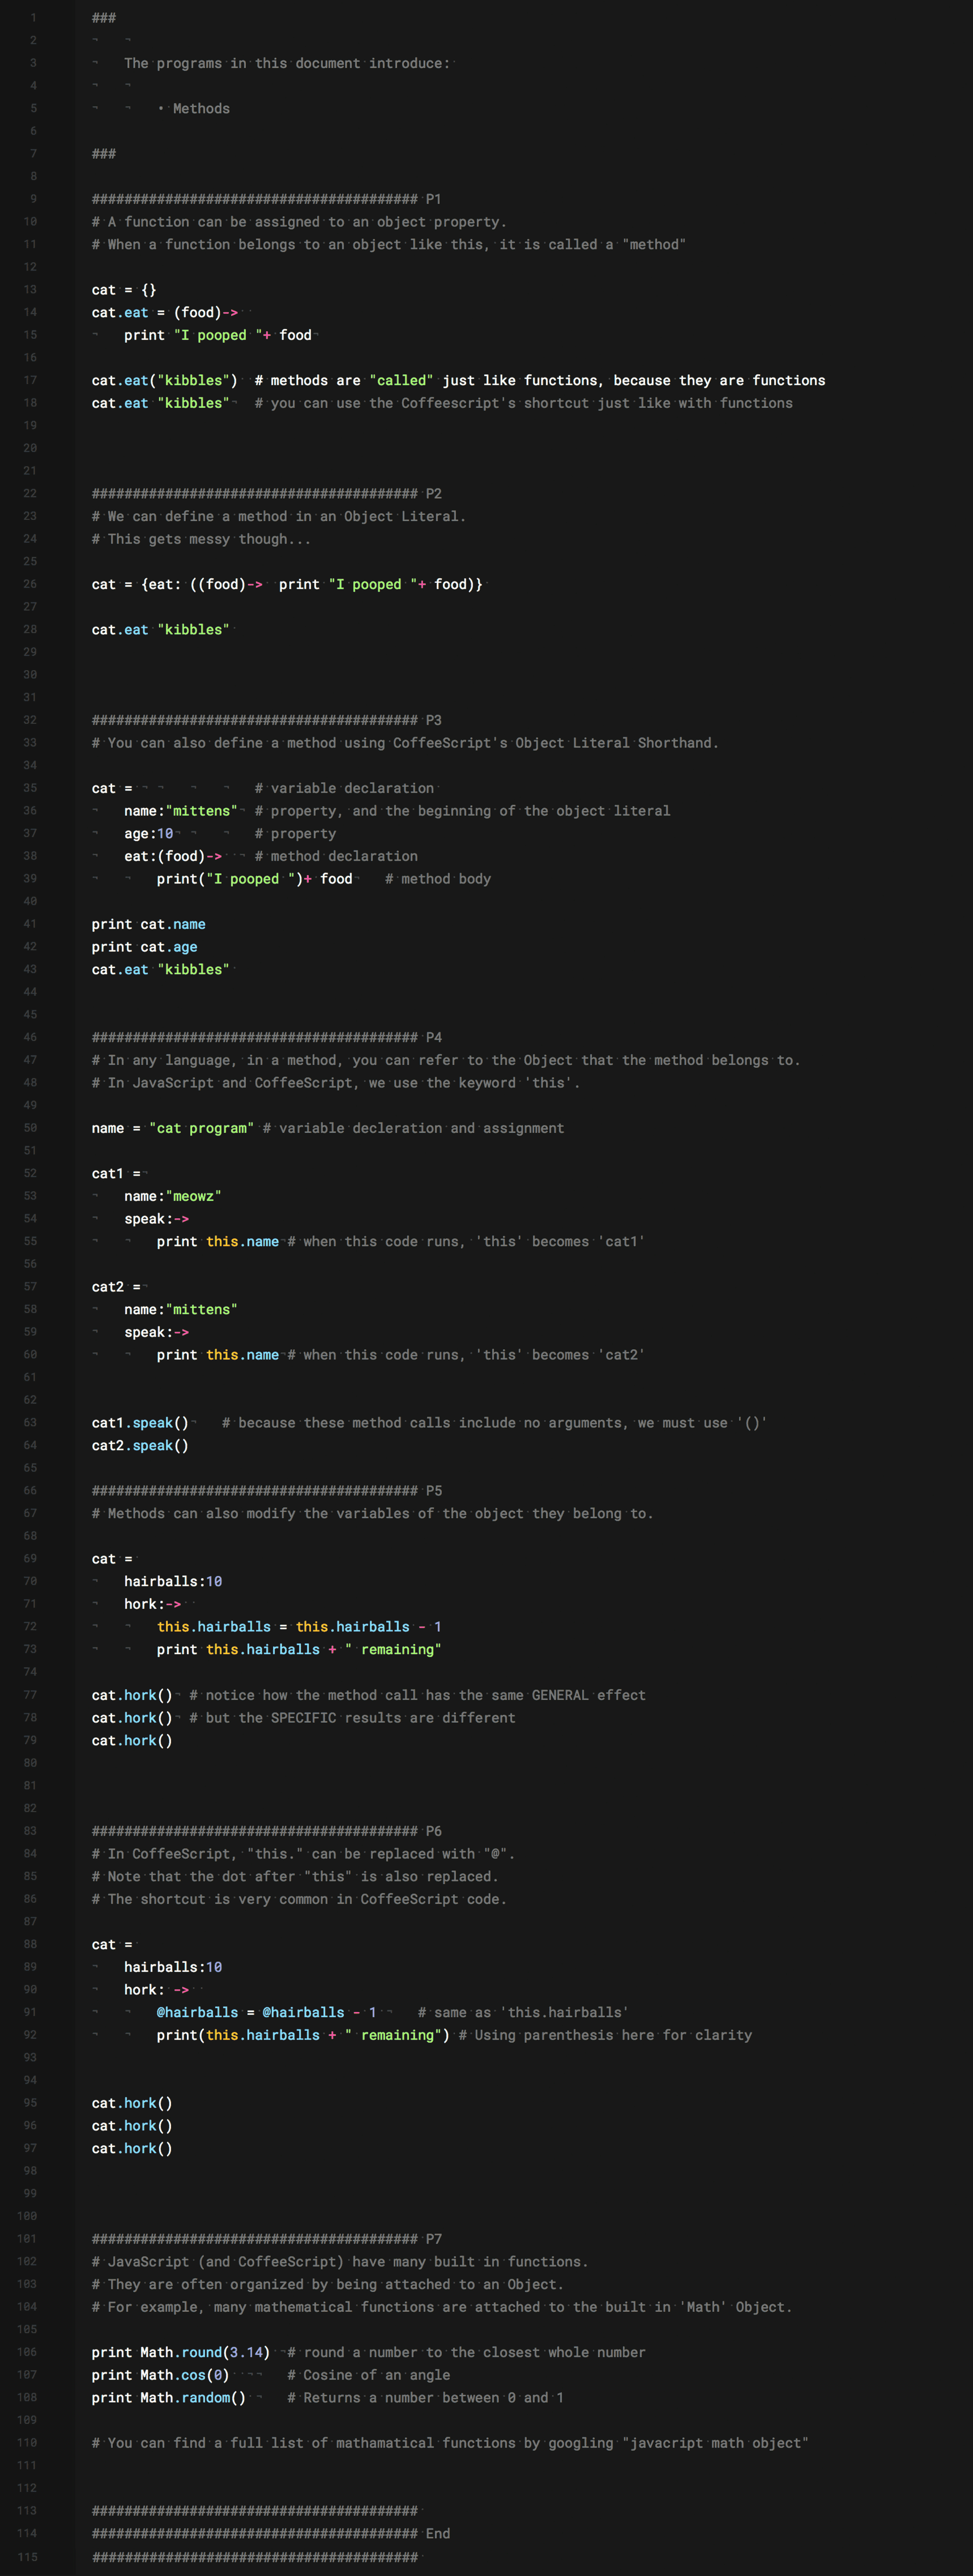 1 ###
2
3 The programs in this document introduce:
4
5 • Methods
6
7 ###
8
9 ######################################## P1
10 # A function can be assigned to an object property.
11 # When a function belongs to an object like this, it is called a "method"
12
13 cat = {}
14 cat.eat = (food)->
15 print "I pooped "+ food
16
17 cat.eat("kibbles") # methods are "called" just like functions, because they are functions
18 cat.eat "kibbles" # you can use the Coffeescript's shortcut just like with functions
19
20
21
22 ######################################## P2
23 # We can define a method in an Object Literal.
24 # This gets messy though...
25
26 cat = {eat: ((food)-> print "I pooped "+ food)}
27
28 cat.eat "kibbles"
29
30
31
32 ######################################## P3
33 # You can also define a method using CoffeeScript's Object Literal Shorthand.
34
35 cat = # variable declaration
36 name:"mittens" # property, and the beginning of the object literal
37 age:10 # property
38 eat:(food)-> # method declaration
39 print("I pooped ")+ food # method body
40
41 print cat.name
42 print cat.age
43 cat.eat "kibbles"
44
45
46 ######################################## P4
47 # In any language, in a method, you can refer to the Object that the method belongs to.
48 # In JavaScript and CoffeeScript, we use the keyword 'this'.
49
50 name = "cat program" # variable decleration and assignment
51
52 cat1 =
53 name:"meowz"
54 speak:->
55 print this.name # when this code runs, 'this' becomes 'cat1'
56
57 cat2 =
58 name:"mittens"
59 speak:->
60 print this.name # when this code runs, 'this' becomes 'cat2'
61
62
63 cat1.speak() # because these method calls include no arguments, we must use '()'
64 cat2.speak()
65
66 ######################################## P5
67 # Methods can also modify the variables of the object they belong to.
68
69 cat =
70 hairballs:10
71 hork:->
72 this.hairballs = this.hairballs - 1
73 print this.hairballs + " remaining"
74
77 cat.hork() # notice how the method call has the same GENERAL effect
78 cat.hork() # but the SPECIFIC results are different
79 cat.hork()
80
81
82
83 ######################################## P6
84 # In CoffeeScript, "this." can be replaced with "@".
85 # Note that the dot after "this" is also replaced.
86 # The shortcut is very common in CoffeeScript code.
87
88 cat =
89 hairballs:10
90 hork: ->
91 @hairballs = @hairballs - 1 # same as 'this.hairballs'
92 print(this.hairballs + " remaining") # Using parenthesis here for clarity
93
94
95 cat.hork()
96 cat.hork()
97 cat.hork()
98
99
100
101 ######################################## P7
102 # JavaScript (and CoffeeScript) have many built in functions.
103 # They are often organized by being attached to an Object.
104 # For example, many mathematical functions are attached to the built in 'Math' Object.
105
106 print Math.round(3.14) # round a number to the closest whole number
107 print Math.cos(0) # Cosine of an angle
108 print Math.random() # Returns a number between 0 and 1
109
110 # You can find a full list of mathamatical functions by googling "javacript math object"
111
112
113 ########################################
114 ######################################## End
115 ########################################